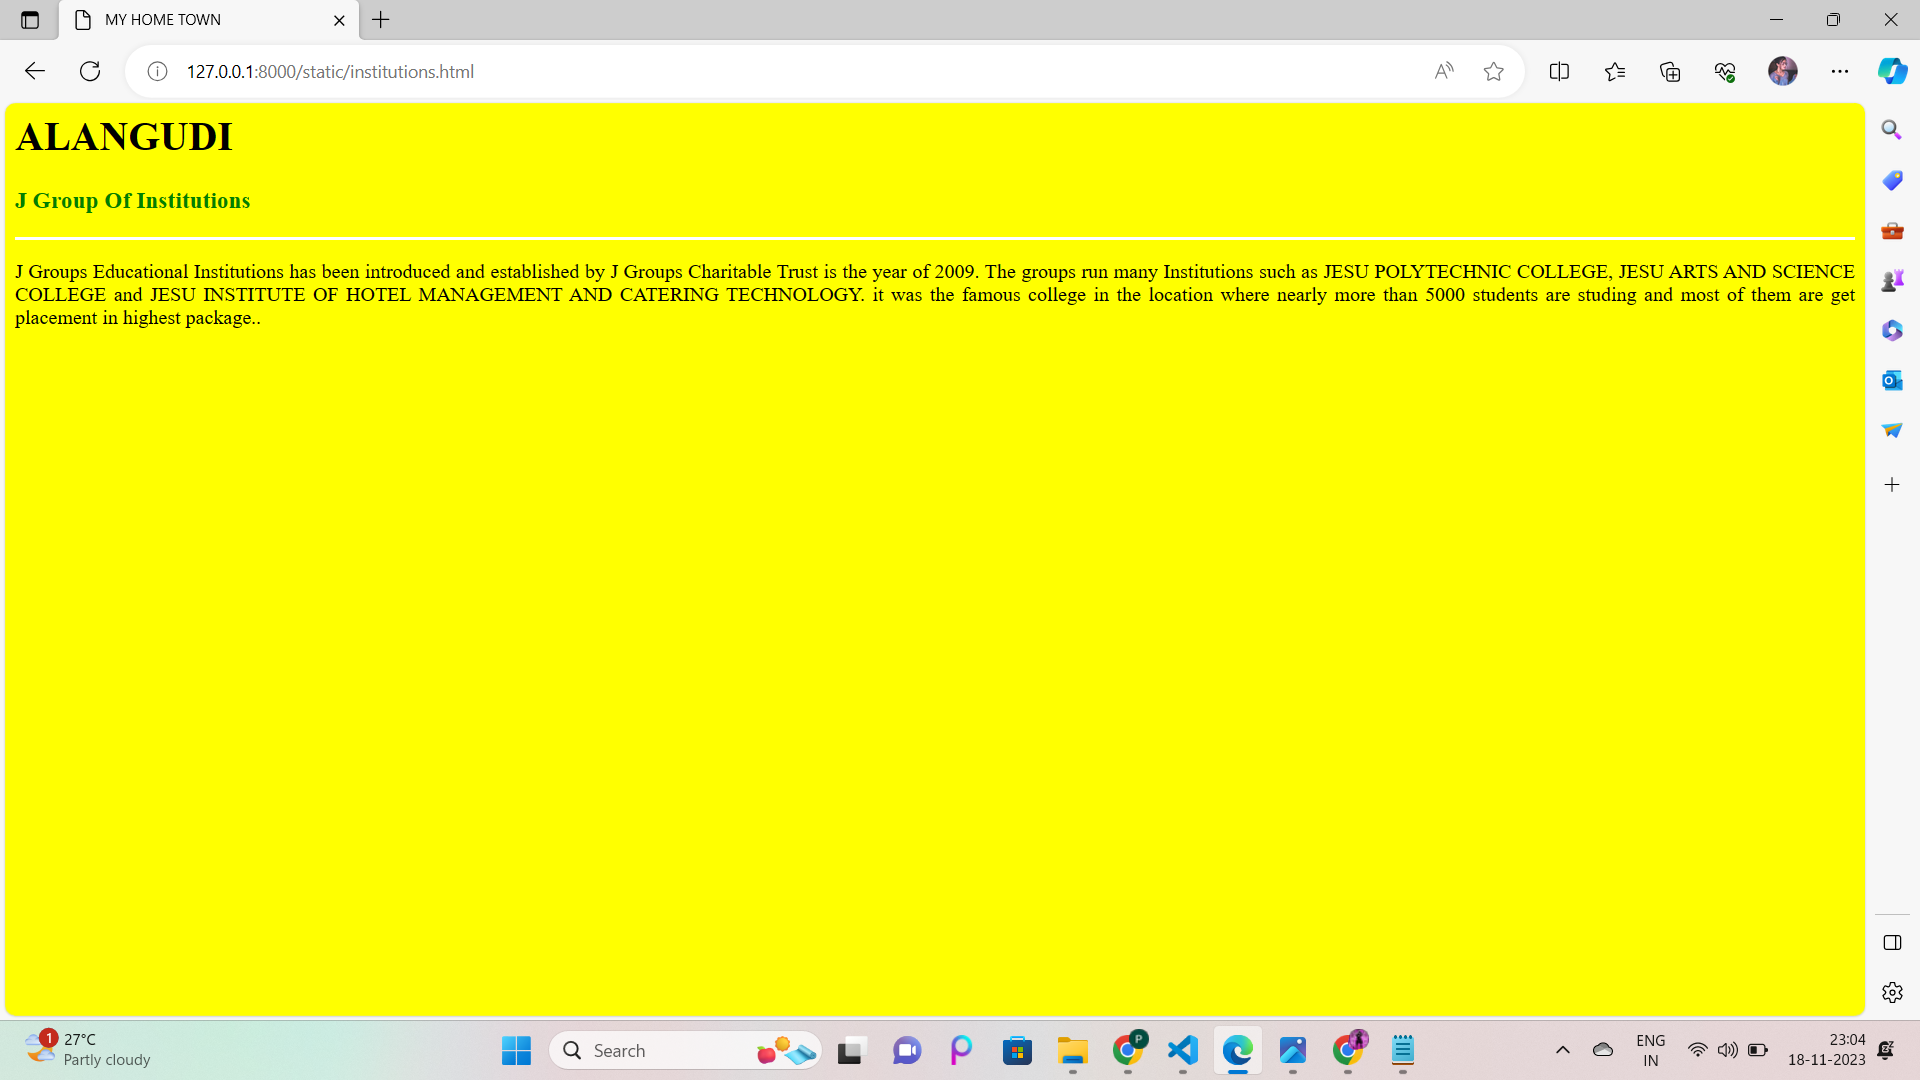 MY HOME TOWN
127.0.0.1:8000/static/institutions.html
ALANGUDI
J Group Of Institutions
J Groups Educational Institutions has been introduced and established by J Groups Charitable Trust is the year of 2009. The groups run many Institutions such as JESU POLYTECHNIC COLLEGE, JESU ARTS AND SCIENCE
COLLEGE and JESU INSTITUTE OF HOTEL MANAGEMENT AND CATERING TECHNOLOGY. it was the famous college in the location where nearly more than 5000 students are studing and most of them are get
placement in highest package..
1
27°C
Partly cloudy
Search
P
ENG
IN
23:04
18-11-2023